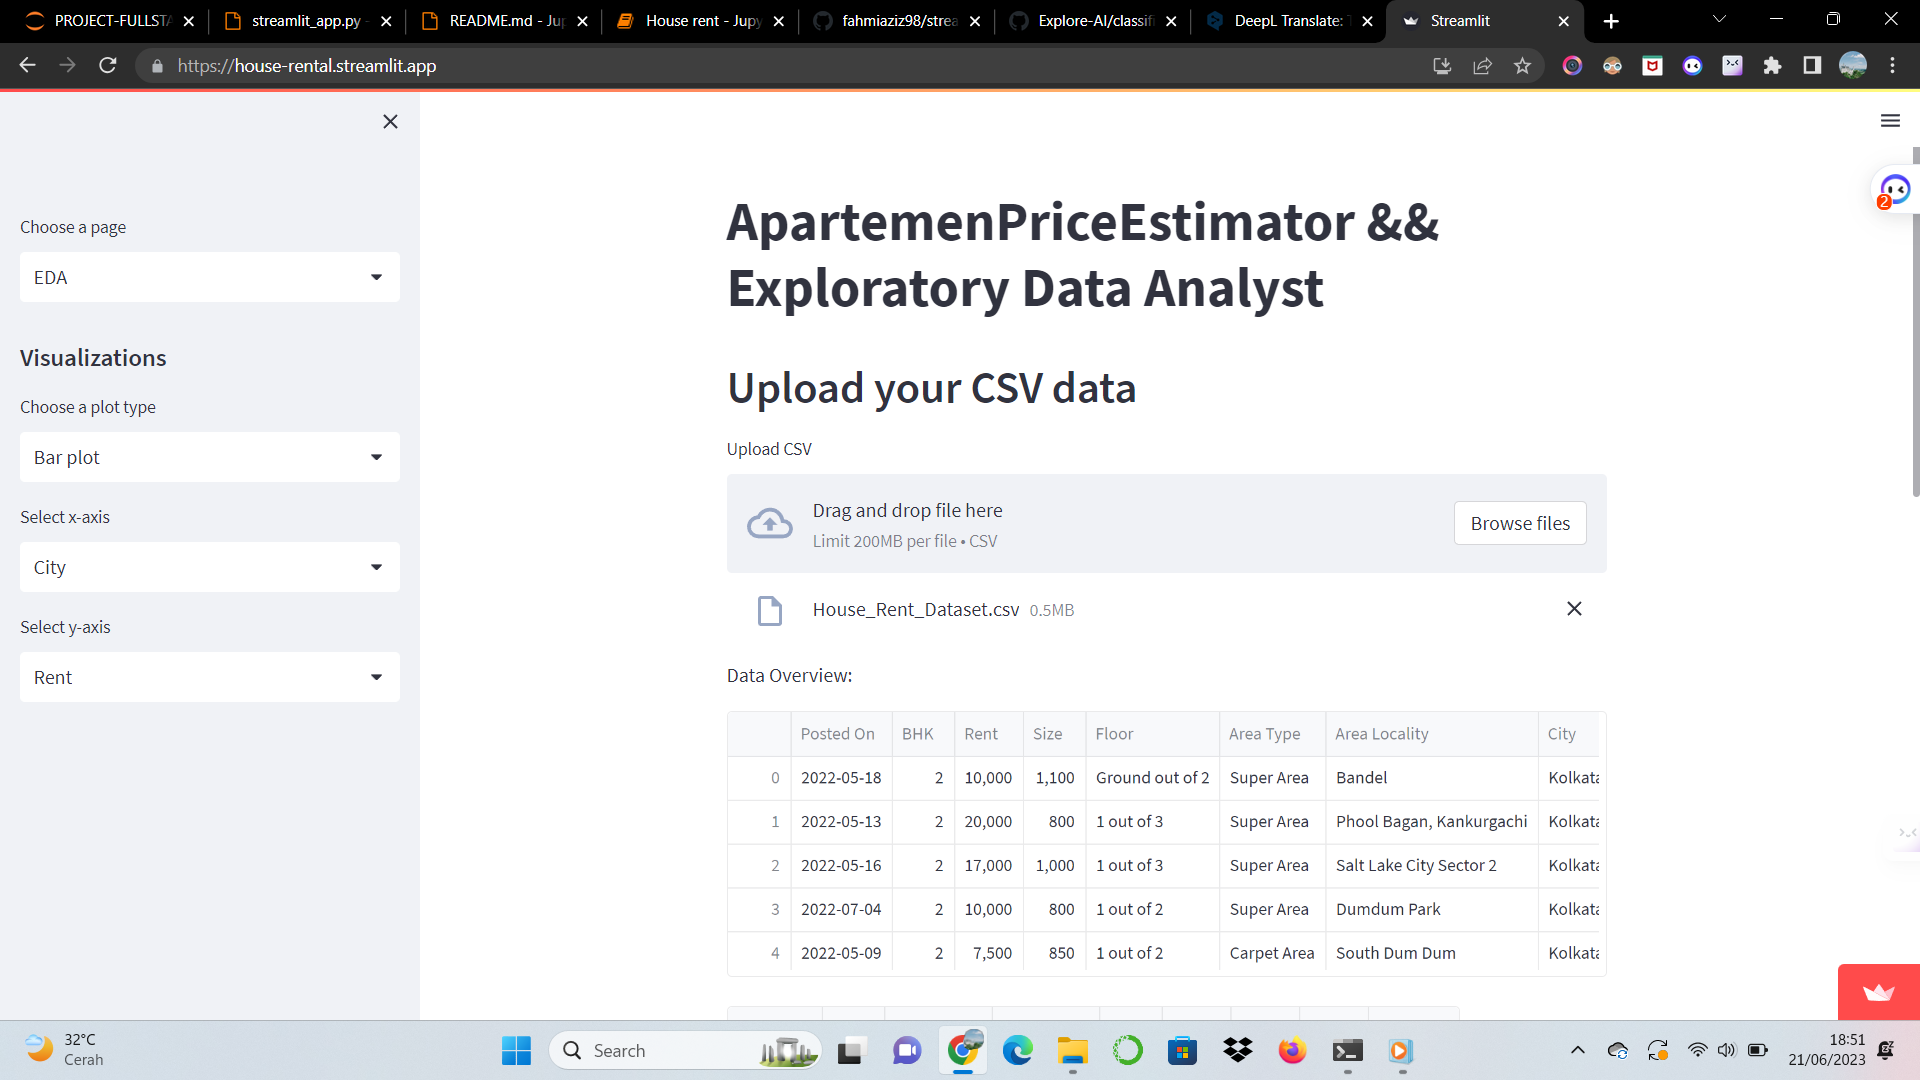 PROJECT-FULLSTA
streamlit_app.py -
README.md - Jup
House rent - Jupy
fahmiaziz98/strea
Explore-AI/classifi
DeepL Translate: T
Streamlit
https://house-rental.streamlit.app
Choose a page
EDA
Visualizations
Choose a plot type
Bar plot
Select x-axis
City
Select y-axis
Rent
ApartemenPriceEstimator &&
Exploratory Data Analyst
Upload your CSV data
Upload CSV
Drag and drop file here
Limit 200MB per file • CSV
Browse files
House_Rent_Dataset.csv 0.5MB
Data Overview:
Posted On BHK Rent Size Floor Area Type Area Locality City
0 2022-05-18 2 10,000 1,100 Ground out of 2 Super Area Bandel Kolkata
1 2022-05-13 2 20,000 800 1 out of 3 Super Area Phool Bagan, Kankurgachi Kolkata
2 2022-05-16 2 17,000 1,000 1 out of 3 Super Area Salt Lake City Sector 2 Kolkata
3 2022-07-04 2 10,000 800 1 out of 2 Super Area Dumdum Park Kolkata
4 2022-05-09 2 7,500 850 1 out of 2 Carpet Area South Dum Dum Kolkata
2
32°C
Cerah
Search
18:51
21/06/2023